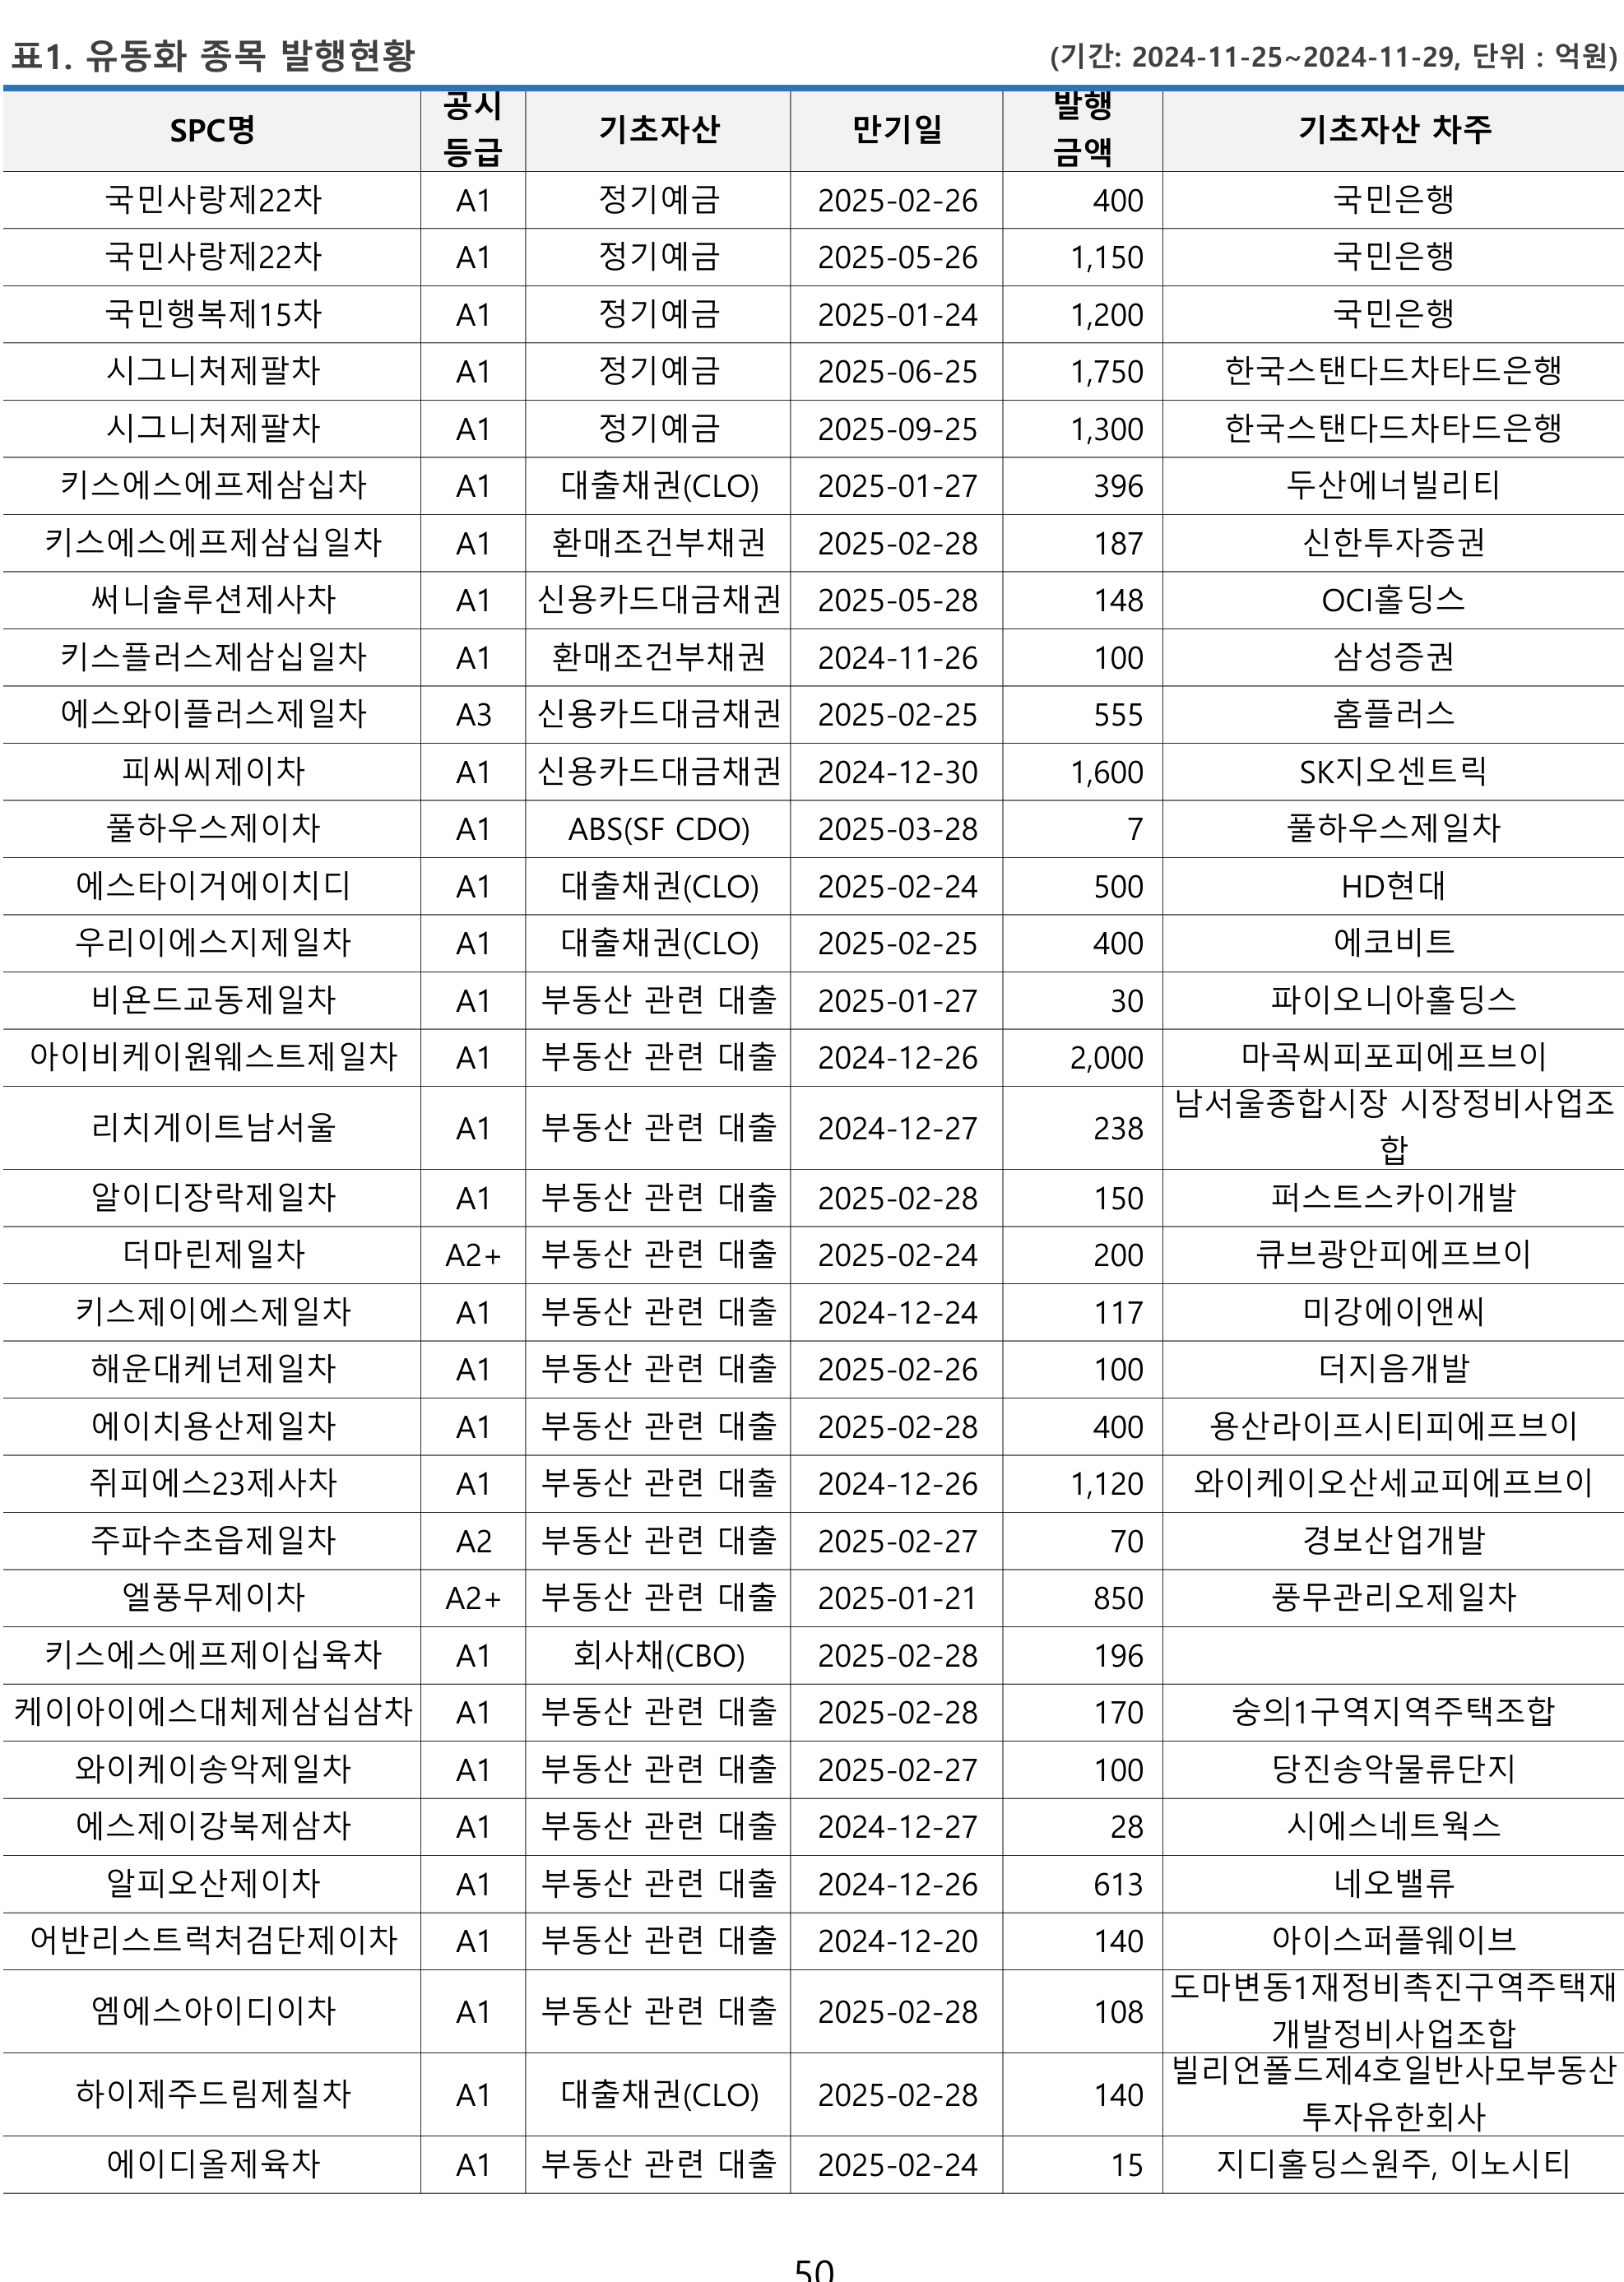 표1. 유동화 종목 발행현황 (기간: 2024-11-25~2024-11-29, 단위 : 억원)
SPC명 공시 등급 기초자산 만기일 발행 금액 기초자산 차주
국민사랑제22차 A1 정기예금 2025-02-26 400 국민은행
국민사랑제22차 A1 정기예금 2025-05-26 1,150 국민은행
국민행복제15차 A1 정기예금 2025-01-24 1,200 국민은행
시그니처제팔차 A1 정기예금 2025-06-25 1,750 한국스탠다드차타드은행
시그니처제팔차 A1 정기예금 2025-09-25 1,300 한국스탠다드차타드은행
키스에스에프제삼십차 A1 대출채권(CLO) 2025-01-27 396 두산에너빌리티
키스에스에프제삼십일차 A1 환매조건부채권 2025-02-28 187 신한투자증권
써니솔루션제사차 A1 신용카드대금채권 2025-05-28 148 OCI홀딩스
키스플러스제삼십일차 A1 환매조건부채권 2024-11-26 100 삼성증권
에스와이플러스제일차 A3 신용카드대금채권 2025-02-25 555 홈플러스
피씨씨제이차 A1 신용카드대금채권 2024-12-30 1,600 SK지오센트릭
풀하우스제이차 A1 ABS(SF CDO) 2025-03-28 7 풀하우스제일차
에스타이거에이치디 A1 대출채권(CLO) 2025-02-24 500 HD현대
우리이에스지제일차 A1 대출채권(CLO) 2025-02-25 400 에코비트
비욘드교동제일차 A1 부동산 관련 대출 2025-01-27 30 파이오니아홀딩스
아이비케이원웨스트제일차 A1 부동산 관련 대출 2024-12-26 2,000 마곡씨피포피에프브이
리치게이트남서울 A1 부동산 관련 대출 2024-12-27 238 남서울종합시장 시장정비사업조
합
알이디장락제일차 A1 부동산 관련 대출 2025-02-28 150 퍼스트스카이개발
더마린제일차 A2+ 부동산 관련 대출 2025-02-24 200 큐브광안피에프브이
키스제이에스제일차 A1 부동산 관련 대출 2024-12-24 117 미강에이앤씨
해운대케넌제일차 A1 부동산 관련 대출 2025-02-26 100 더지음개발
에이치용산제일차 A1 부동산 관련 대출 2025-02-28 400 용산라이프시티피에프브이
쥐피에스23제사차 A1 부동산 관련 대출 2024-12-26 1,120 와이케이오산세교피에프브이
주파수초읍제일차 A2 부동산 관련 대출 2025-02-27 70 경보산업개발
엘풍무제이차 A2+ 부동산 관련 대출 2025-01-21 850 풍무관리오제일차
키스에스에프제이십육차 A1 회사채(CBO) 2025-02-28 196
케이아이에스대체제삼십삼차 A1 부동산 관련 대출 2025-02-28 170 숭의1구역지역주택조합
와이케이송악제일차 A1 부동산 관련 대출 2025-02-27 100 당진송악물류단지
에스제이강북제삼차 A1 부동산 관련 대출 2024-12-27 28 시에스네트웍스
알피오산제이차 A1 부동산 관련 대출 2024-12-26 613 네오밸류
어반리스트럭처검단제이차 A1 부동산 관련 대출 2024-12-20 140 아이스퍼플웨이브
엠에스아이디이차 A1 부동산 관련 대출 2025-02-28 108 도마변동1재정비촉진구역주택재
개발정비사업조합
하이제주드림제칠차 A1 대출채권(CLO) 2025-02-28 140 빌리언폴드제4호일반사모부동산
투자유한회사
에이디올제육차 A1 부동산 관련 대출 2025-02-24 15 지디홀딩스원주, 이노시티
50